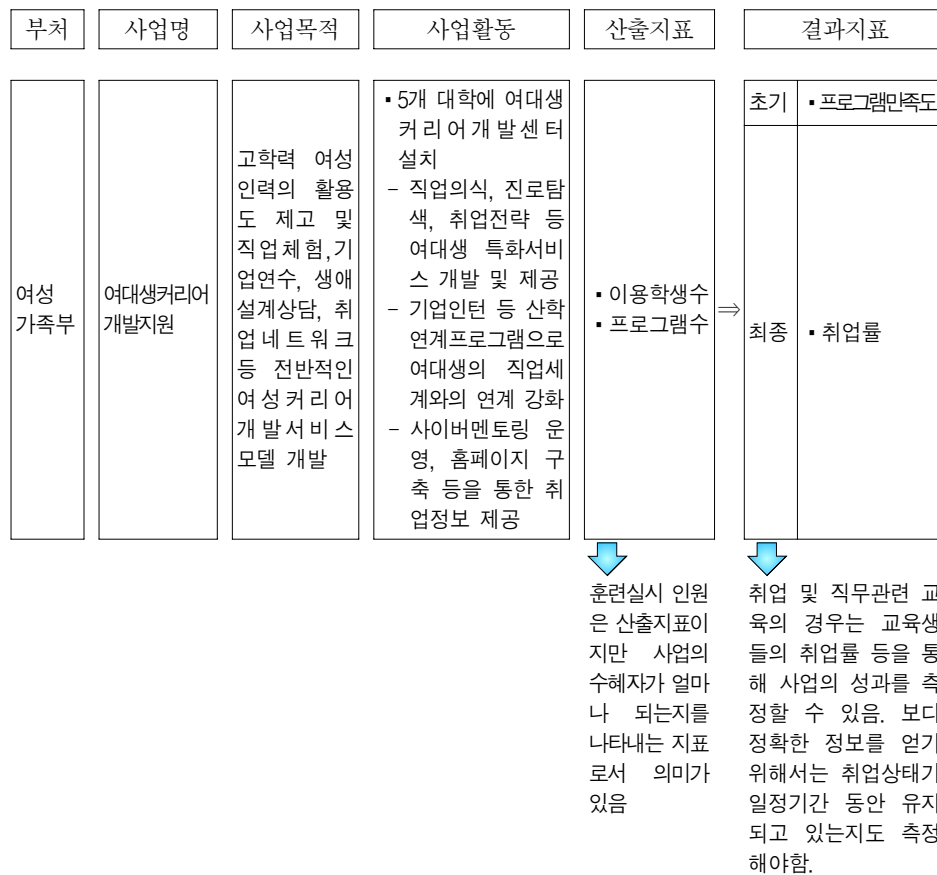 부처 사업명 사업목적 사업활동 산출지표 결과지표
여성
가족부
여대생커리어
개발지원
고학력 여성
인력의 활용
도 제고 및
직업체험,기
업연수, 생애
설계상담, 취
업네트워크
등 전반적인
여성커리어
개발서비스
모델 개발
▪ 5개 대학에 여대생
커리어개발센터
설치
- 직업의식, 진로탐
색, 취업전략 등
여대생 특화서비
스 개발 및 제공
- 기업인턴 등 산학
연계프로그램으로
여대생의 직업세
계와의 연계 강화
- 사이버멘토링 운
영, 홈페이지 구
축 등을 통한 취
업정보 제공
▪ 이용학생수
▪ 프로그램수
⇒
초기 ▪ 프로그램만족도
최종 ▪ 취업률
훈련실시 인원
은 산출지표이
지만 사업의
수혜자가 얼마
나 되는지를
나타내는 지표
로서 의미가
있음
취업 및 직무관련 교
육의 경우는 교육생
들의 취업률 등을 통
해 사업의 성과를 측
정할 수 있음. 보다
정확한 정보를 얻기
위해서는 취업상태가
일정기간 동안 유지
되고 있는지도 측정
해야함.